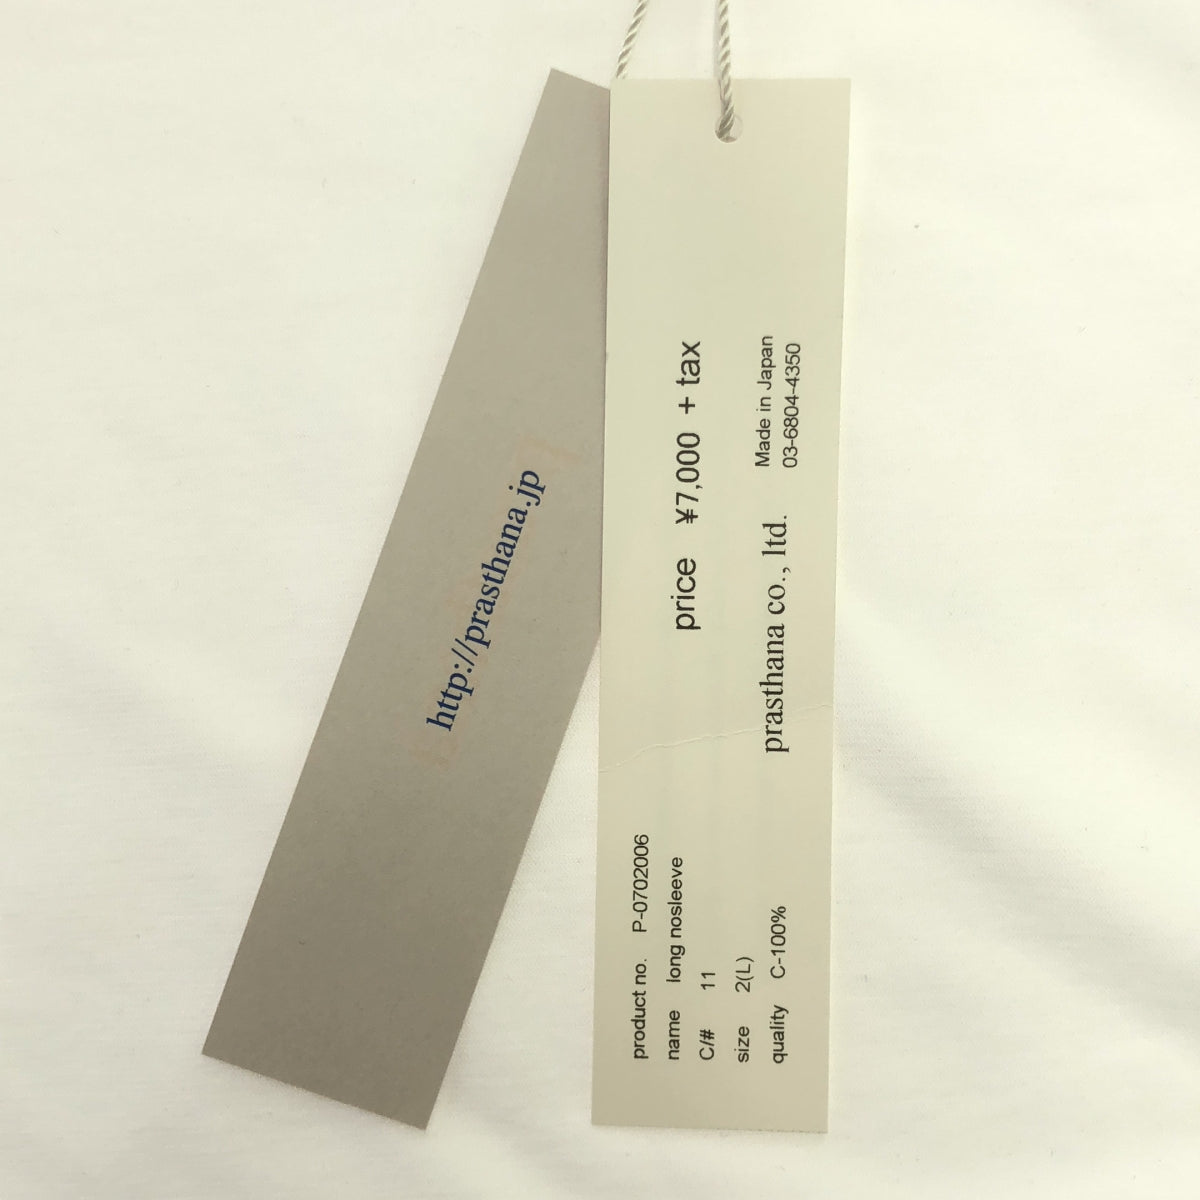 http://prasthana.jp
product no. P-0702006
name long nosleeve
C/# 11
size 2(L)
quality C-100%
price ¥7,000 + tax
prasthana co., ltd.
Made in Japan
03-6804-4350